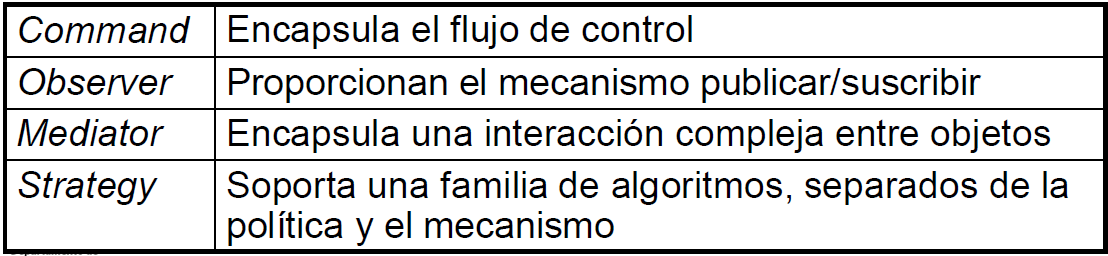 Command Encapsula el flujo de control
Observer Proporcionan el mecanismo publicar/suscribir
Mediator Encapsula una interacción compleja entre objetos
Strategy Soporta una familia de algoritmos, separados de la
política y el mecanismo